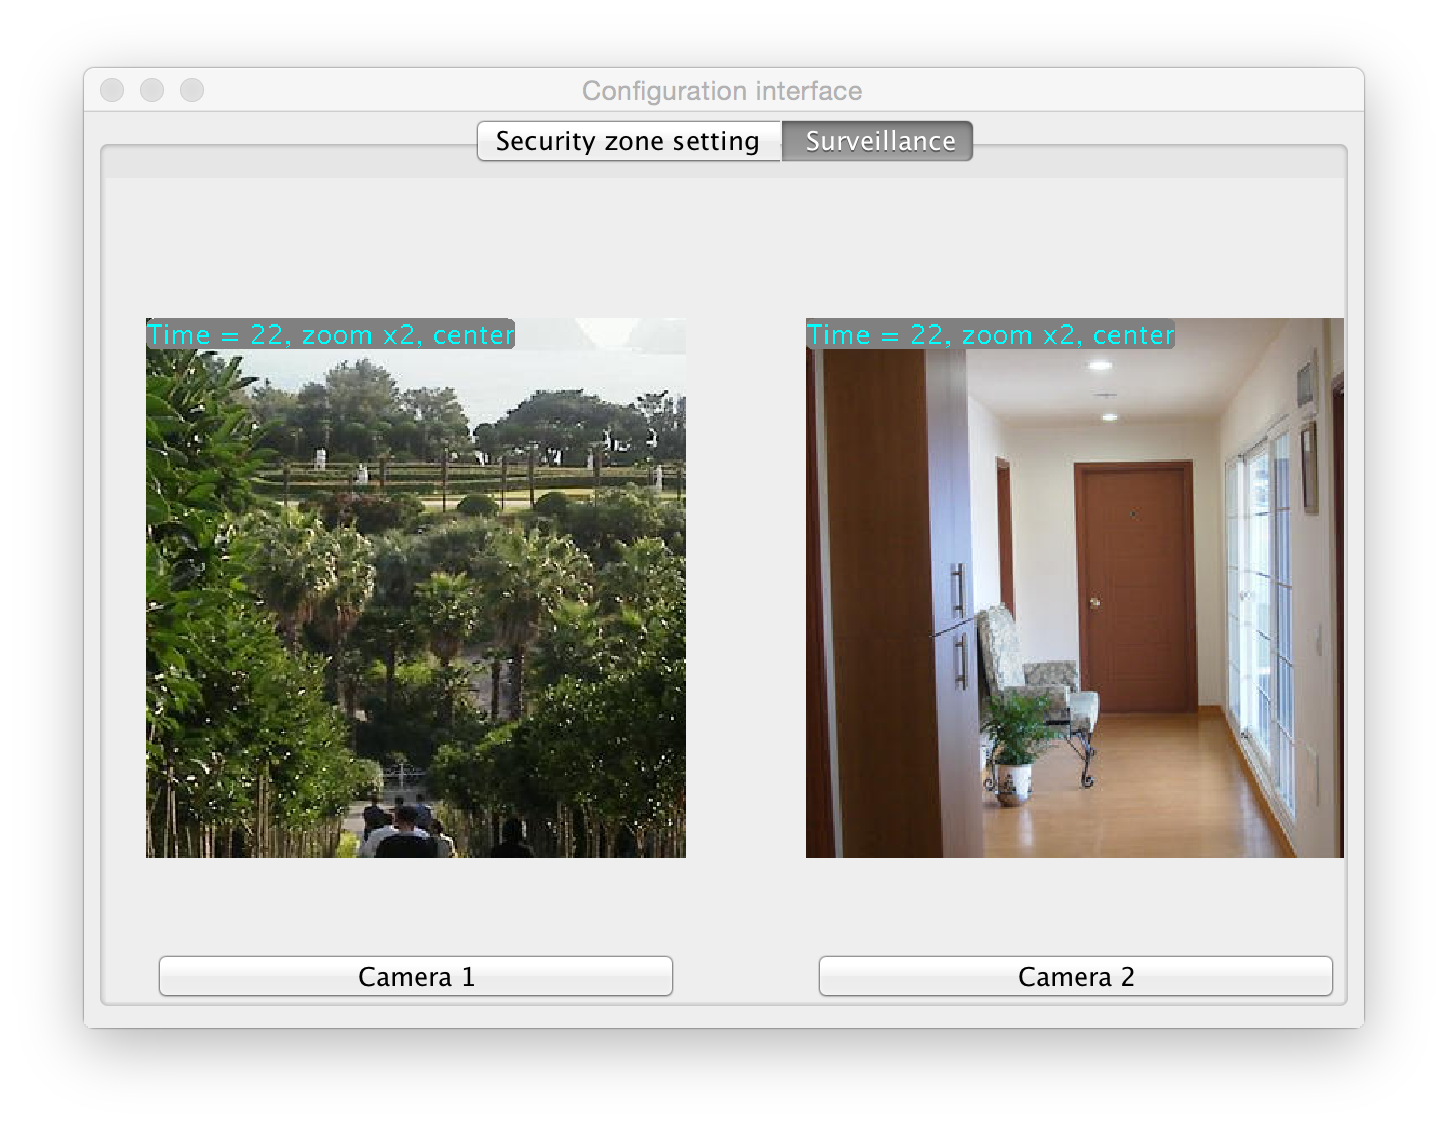 Configuration interface
Security zone setting
Surveillance
Time = 22, zoom x2, center
Time = 22, zoom x2, center
Camera 1
Camera 2